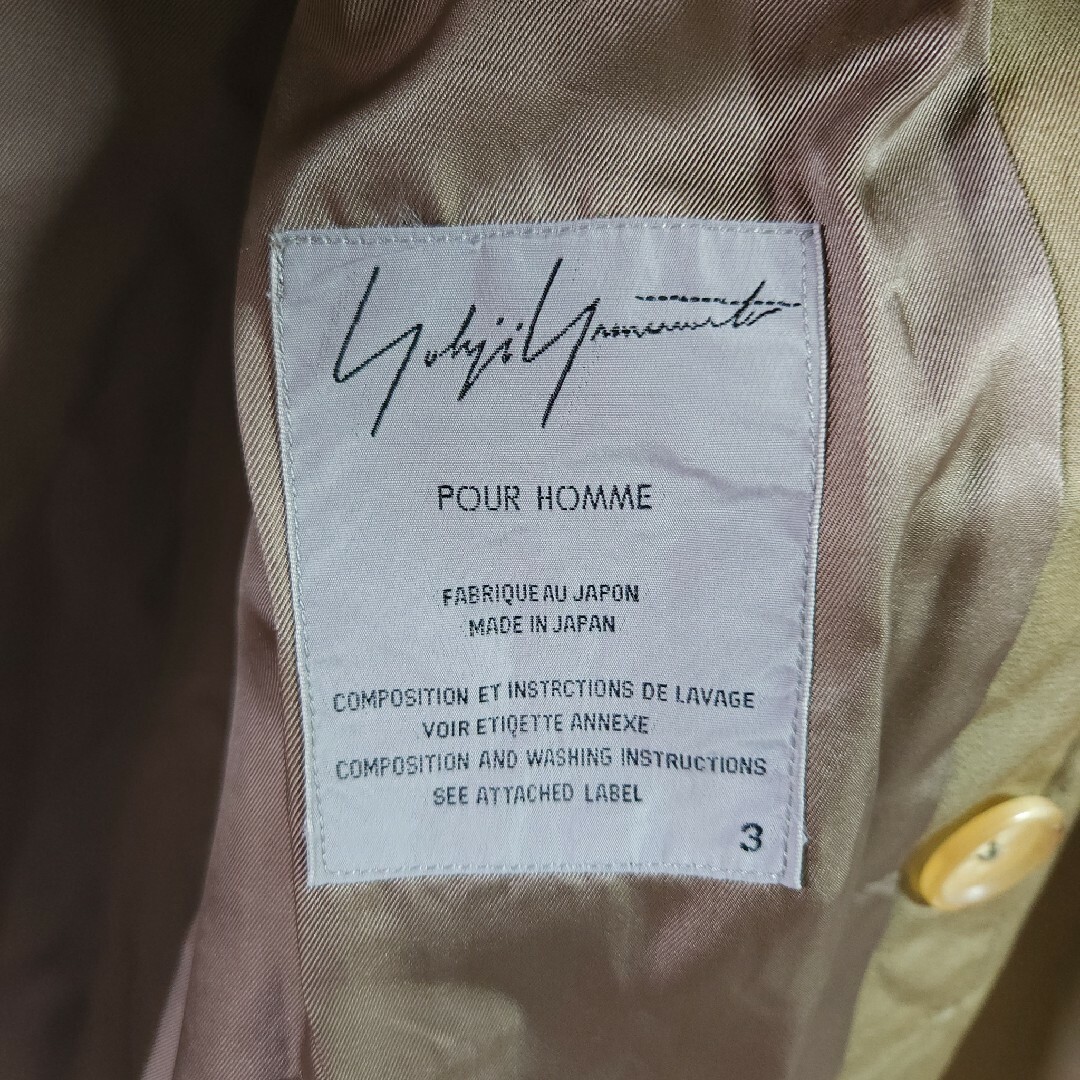 Yohji Yamamoto
POUR HOMME
FABRIQUE AU JAPON
MADE IN JAPAN
COMPOSITION ET INSTRCTIONS DE LAVAGE
VOIR ETIQETTE ANNEXE
COMPOSITION AND WASHING INSTRUCTIONS
SEE ATTACHED LABEL
3